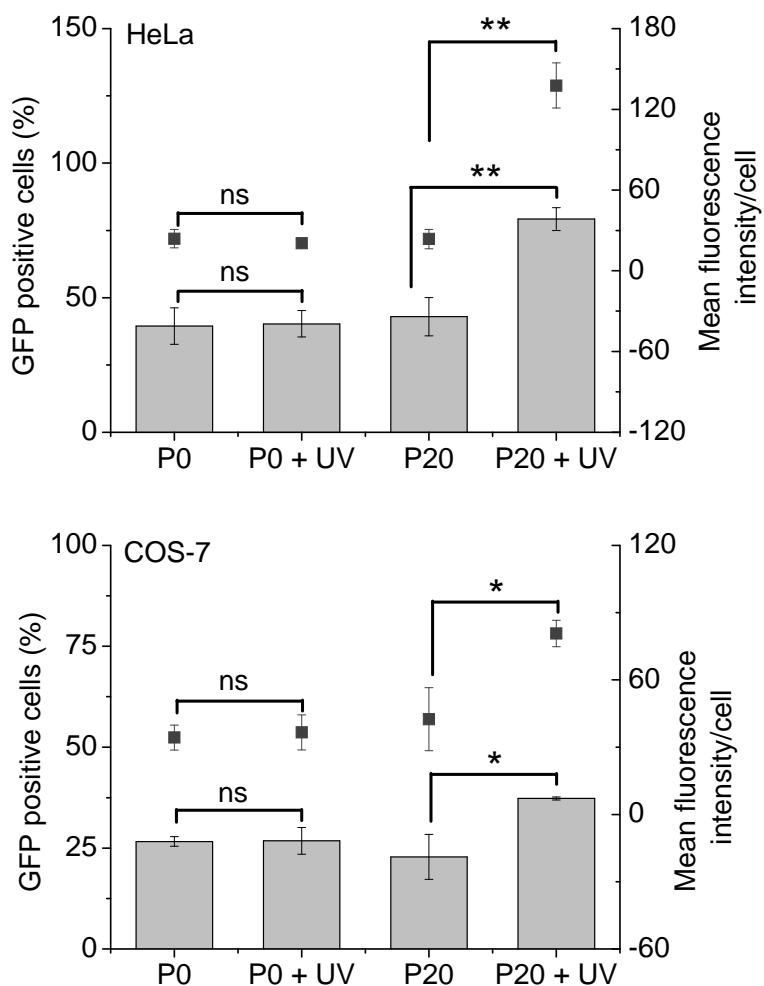 HeLa
GFP positive cells (%)
150
100
50
0
**
**
ns
ns
180
120
60
0
-60
-120
Mean fluorescence
intensity/cell
P0 P0 + UV P20 P20 + UV
COS-7
GFP positive cells (%)
100
75
50
25
0
*
*
ns
ns
120
60
0
-60
Mean fluorescence
intensity/cell
P0 P0 + UV P20 P20 + UV